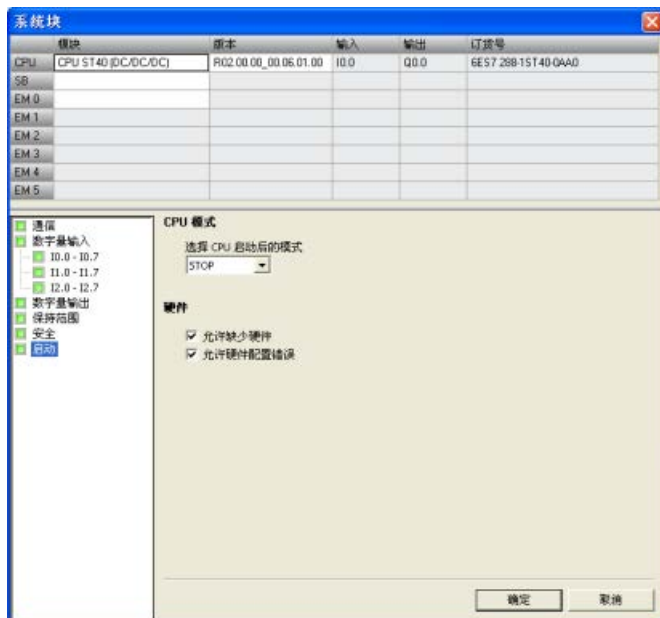 系统块
模块 版本 输入 输出 订货号
CPU CPU ST40 (DC/DC/DC) R02.00.00_00.06.01.00 I0.0 Q0.0 6ES7 288-1ST40-0AA0
SB
EM 0
EM 1
EM 2
EM 3
EM 4
EM 5
通信
数字量输入
I0.0 - I0.7
I1.0 - I1.7
I2.0 - I2.7
数字量输出
保持范围
安全
启动
CPU 模式
选择 CPU 启动后的模式
STOP
硬件
允许缺少硬件
允许硬件配置错误
确定 取消